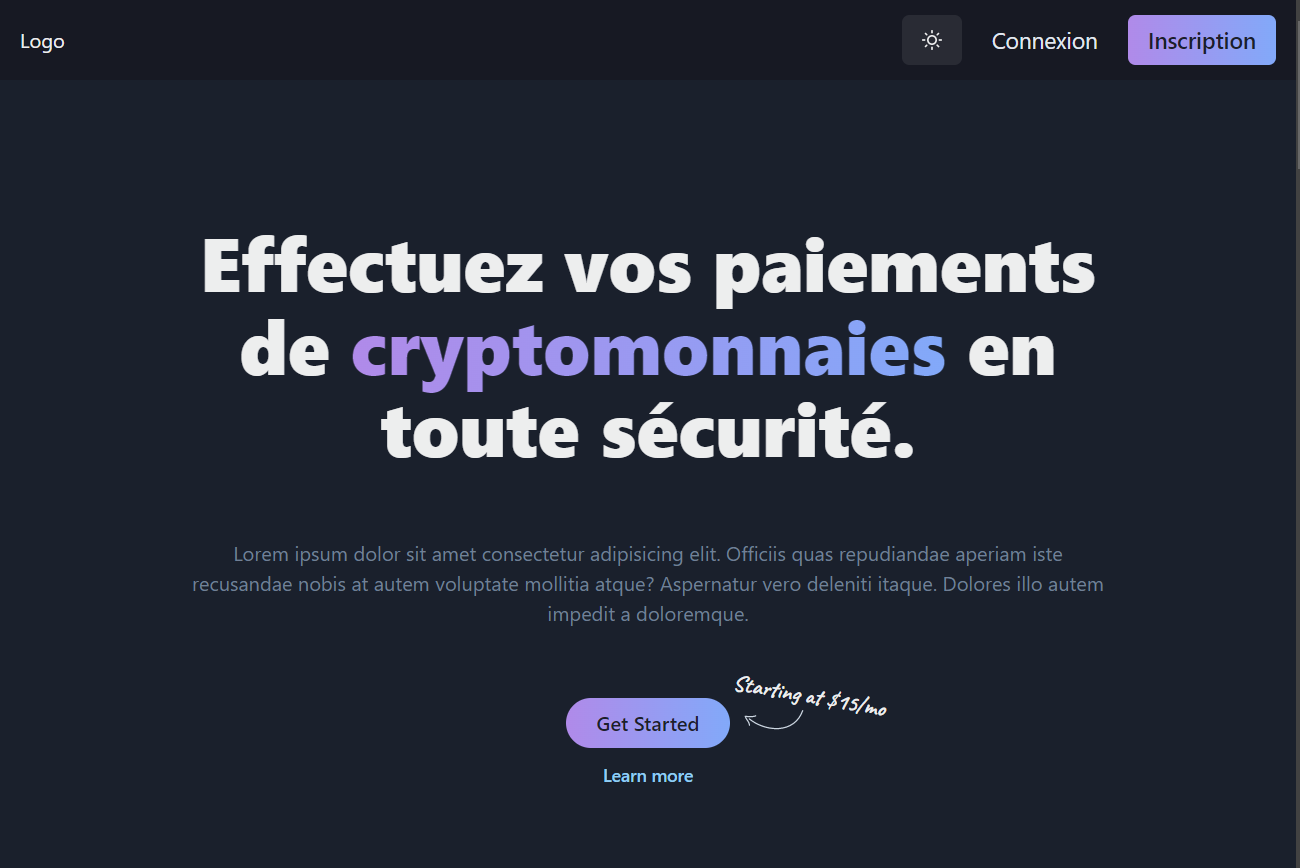 Logo
Connexion
Inscription
Effectuez vos paiements
de cryptomonnaies en
toute sécurité.
Lorem ipsum dolor sit amet consectetur adipisicing elit. Officiis quas repudiandae aperiam iste
recusandae nobis at autem voluptate mollitia atque? Aspernatur vero deleniti itaque. Dolores illo autem
impedit a doloremque.
Starting at $15/mo
Get Started
Learn more